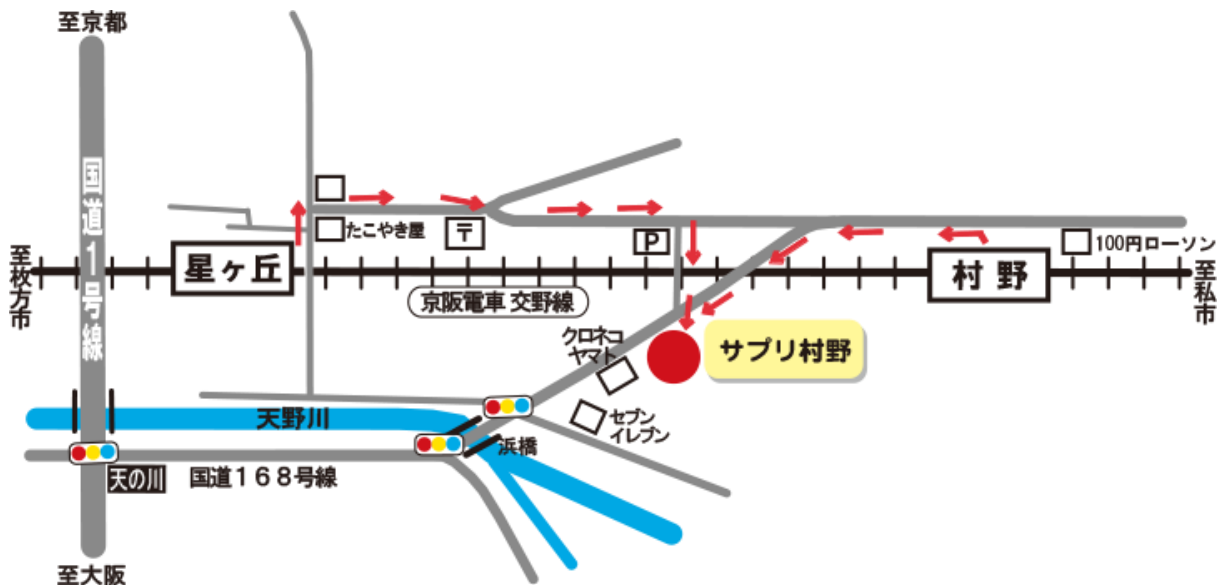 至京都
国道1号線
たこやき屋
〒
P
100円ローソン
至枚方市
星ヶ丘
村野
至私市
京阪電車 交野線
クロネコ
ヤマト
サプリ村野
セブン
イレブン
天野川
浜橋
天の川
国道168号線
至大阪